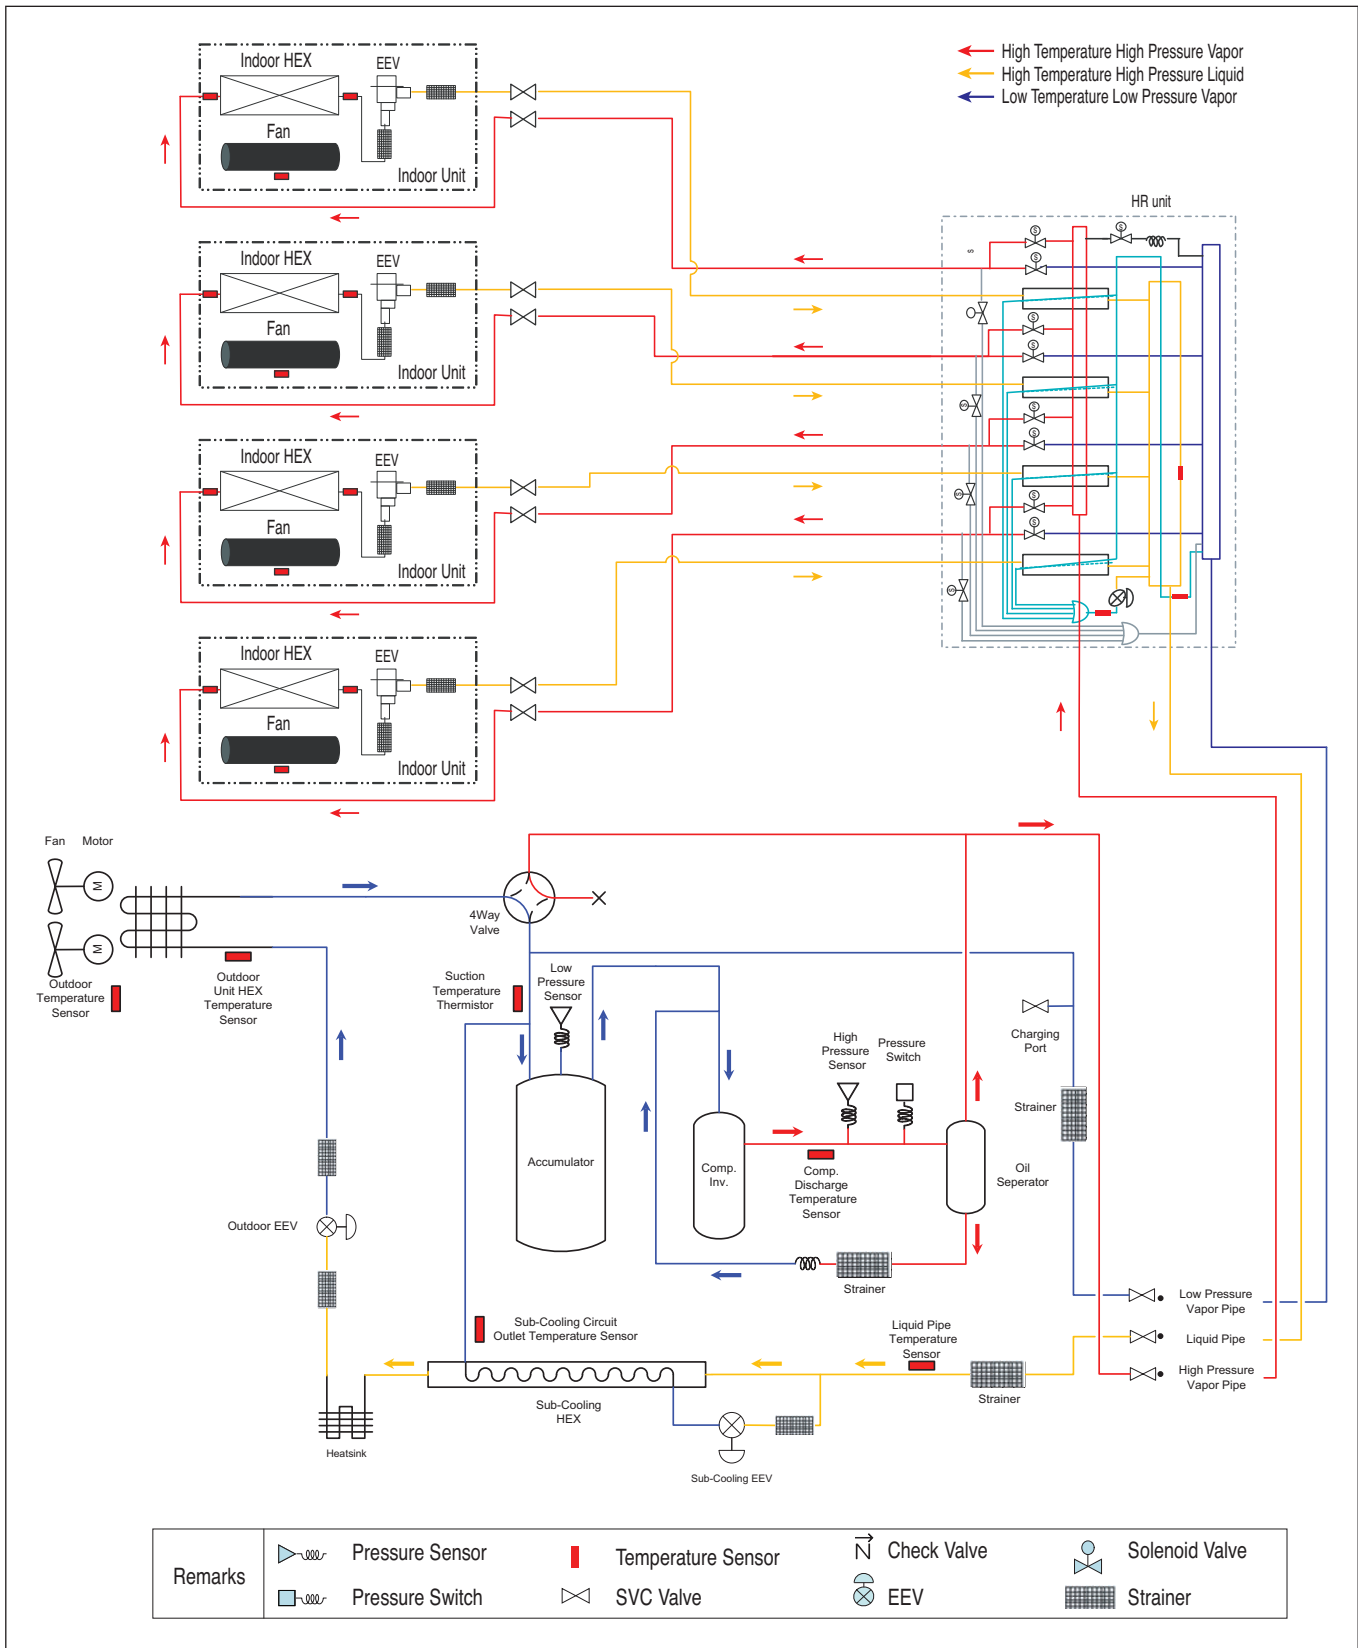 High Temperature High Pressure Vapor
High Temperature High Pressure Liquid
Low Temperature Low Pressure Vapor
Indoor HEX
EEV
Fan
Indoor Unit
HR unit
S
S
S
Indoor HEX
EEV
Fan
Indoor Unit
S
S
S
Indoor HEX
EEV
Fan
Indoor Unit
S
S
S
Indoor HEX
EEV
Fan
Indoor Unit
S
S
S
Fan
Motor
M
M
4Way
Valve
Outdoor
Temperature
Sensor
Outdoor
Unit HEX
Temperature
Sensor
Suction
Temperature
Thermistor
Low
Pressure
Sensor
High
Pressure
Sensor
Pressure
Switch
Charging
Port
Strainer
Accumulator
Comp.
Inv.
Comp.
Discharge
Temperature
Sensor
Oil
Seperator
Outdoor EEV
Strainer
Low Pressure
Vapor Pipe
Liquid Pipe
High Pressure
Vapor Pipe
Sub-Cooling Circuit
Outlet Temperature Sensor
Liquid Pipe
Temperature
Sensor
Strainer
Sub-Cooling
HEX
Heatsink
Sub-Cooling EEV
Remarks
Pressure Sensor
Temperature Sensor
Check Valve
Solenoid Valve
Pressure Switch
SVC Valve
EEV
Strainer